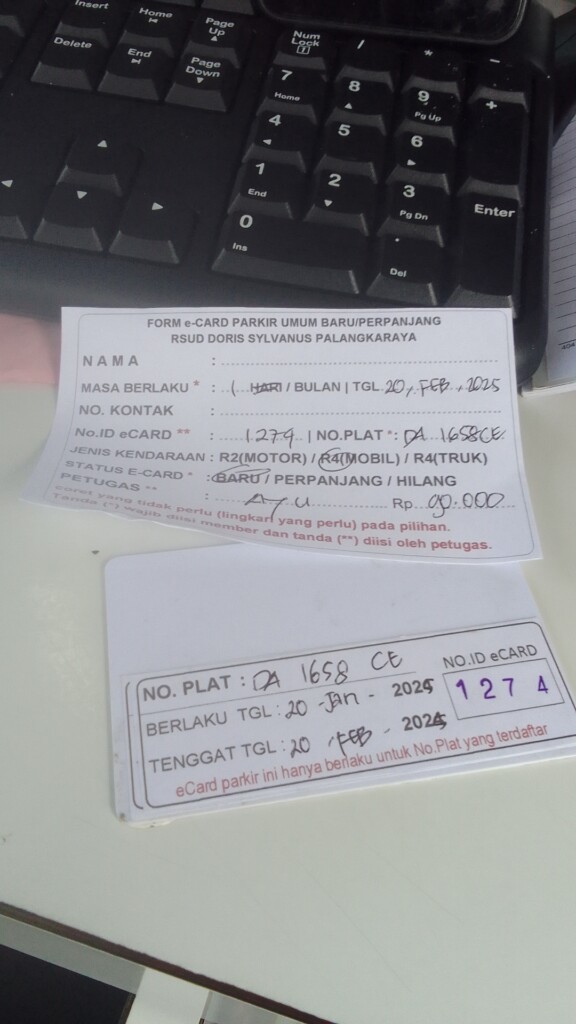 Insert Home Page Up
Delete End Page Down
Num Lock / * -
7 Home 8 9 Pg Up +
4 5 6
1 End 2 3 Pg Dn Enter
0 Ins . Del
FORM e-CARD PARKIR UMUM BARU/PERPANJANG
RSUD DORIS SYLVANUS PALANGKARAYA
NAMA :
MASA BERLAKU * : 1 HARI / BULAN | TGL 20, FEB, 2025
NO. KONTAK :
No.ID eCARD ** : 1274 | NO.PLAT * : DA 1658 CE
JENIS KENDARAAN : R2(MOTOR) / R4(MOBIL) / R4(TRUK)
STATUS E-CARD * : BARU / PERPANJANG / HILANG
PETUGAS ** : Ayu Rp. 90.000
coret yang tidak perlu (lingkari yang perlu) pada pilihan.
Tanda (*) wajib diisi member dan tanda (**) diisi oleh petugas.
NO. PLAT : DA 1658 CE
NO.ID eCARD
BERLAKU TGL : 20 - Jan - 2025
1274
TENGGAT TGL : 20 - FEB - 2025
eCard parkir ini hanya berlaku untuk No.Plat yang terdaftar